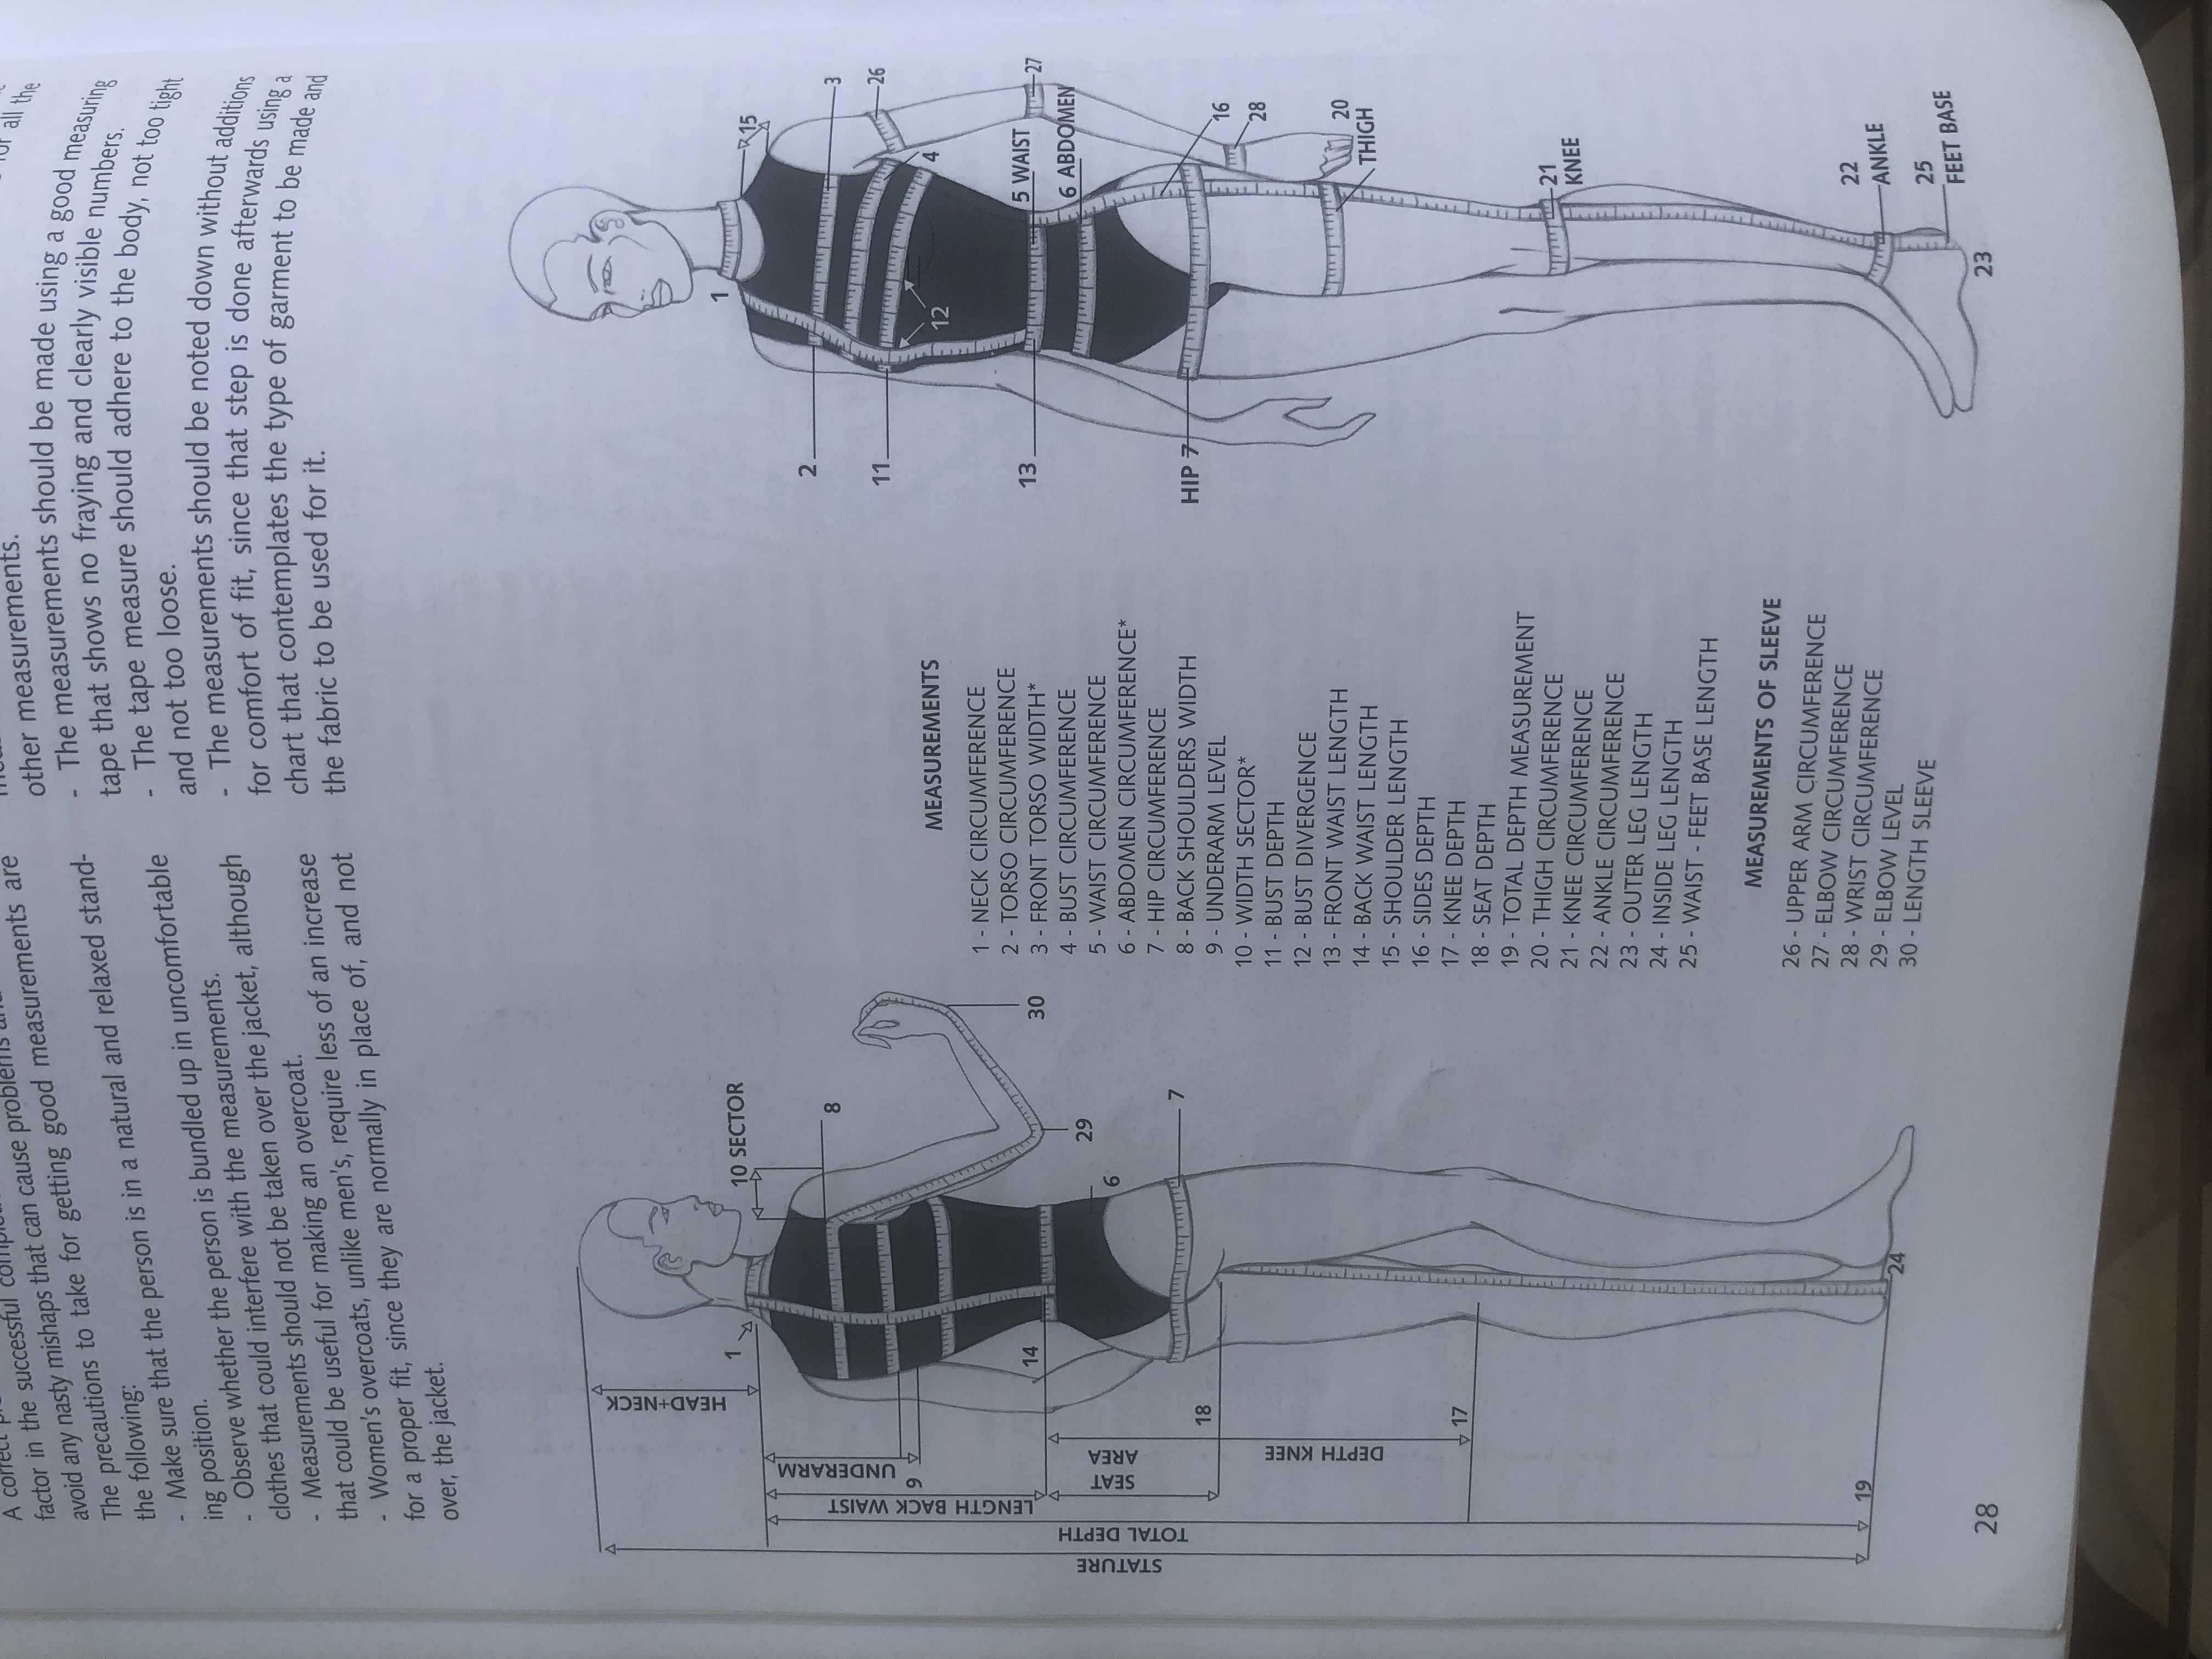 A correct
factor in the successful
avoid any nasty mishaps that can cause problems
The precautions to take for getting good measurements are
the following:
- Make sure that the person is in a natural and relaxed stand-
ing position.
- Observe whether the person is bundled up in uncomfortable
clothes that could interfere with the measurements.
- Measurements should not be taken over the jacket, although
that could be useful for making an overcoat.
- Women's overcoats, unlike men's, require less of an increase
for a proper fit, since they are normally in place of, and not
over, the jacket.
for all the
other measurements.
- The measurements should be made using a good measuring
tape that shows no fraying and clearly visible numbers.
- The tape measure should adhere to the body, not too tight
and not too loose.
- The measurements should be noted down without additions
for comfort of fit, since that step is done afterwards using a
chart that contemplates the type of garment to be made and
the fabric to be used for it.
HEAD+NECK
1
10 SECTOR
UNDERARM
8
LENGTH BACK WAIST
9
14
30
29
STATURE
TOTAL DEPTH
SEAT
AREA
6
7
18
DEPTH KNEE
17
19
24
MEASUREMENTS
1 - NECK CIRCUMFERENCE
2 - TORSO CIRCUMFERENCE
3 - FRONT TORSO WIDTH*
4 - BUST CIRCUMFERENCE
5 - WAIST CIRCUMFERENCE
6 - ABDOMEN CIRCUMFERENCE*
7 - HIP CIRCUMFERENCE
8 - BACK SHOULDERS WIDTH
9 - UNDERARM LEVEL
10 - WIDTH SECTOR*
11 - BUST DEPTH
12 - BUST DIVERGENCE
13 - FRONT WAIST LENGTH
14 - BACK WAIST LENGTH
15 - SHOULDER LENGTH
16 - SIDES DEPTH
17 - KNEE DEPTH
18 - SEAT DEPTH
19 - TOTAL DEPTH MEASUREMENT
20 - THIGH CIRCUMFERENCE
21 - KNEE CIRCUMFERENCE
22 - ANKLE CIRCUMFERENCE
23 - OUTER LEG LENGTH
24 - INSIDE LEG LENGTH
25 - WAIST - FEET BASE LENGTH
MEASUREMENTS OF SLEEVE
26 - UPPER ARM CIRCUMFERENCE
27 - ELBOW CIRCUMFERENCE
28 - WRIST CIRCUMFERENCE
29 - ELBOW LEVEL
30 - LENGTH SLEEVE
1
15
2
3
11
26
4
12
13
5 WAIST
27
6 ABDOMEN
HIP 7
16
28
20
THIGH
21
KNEE
22
ANKLE
25
FEET BASE
23
28